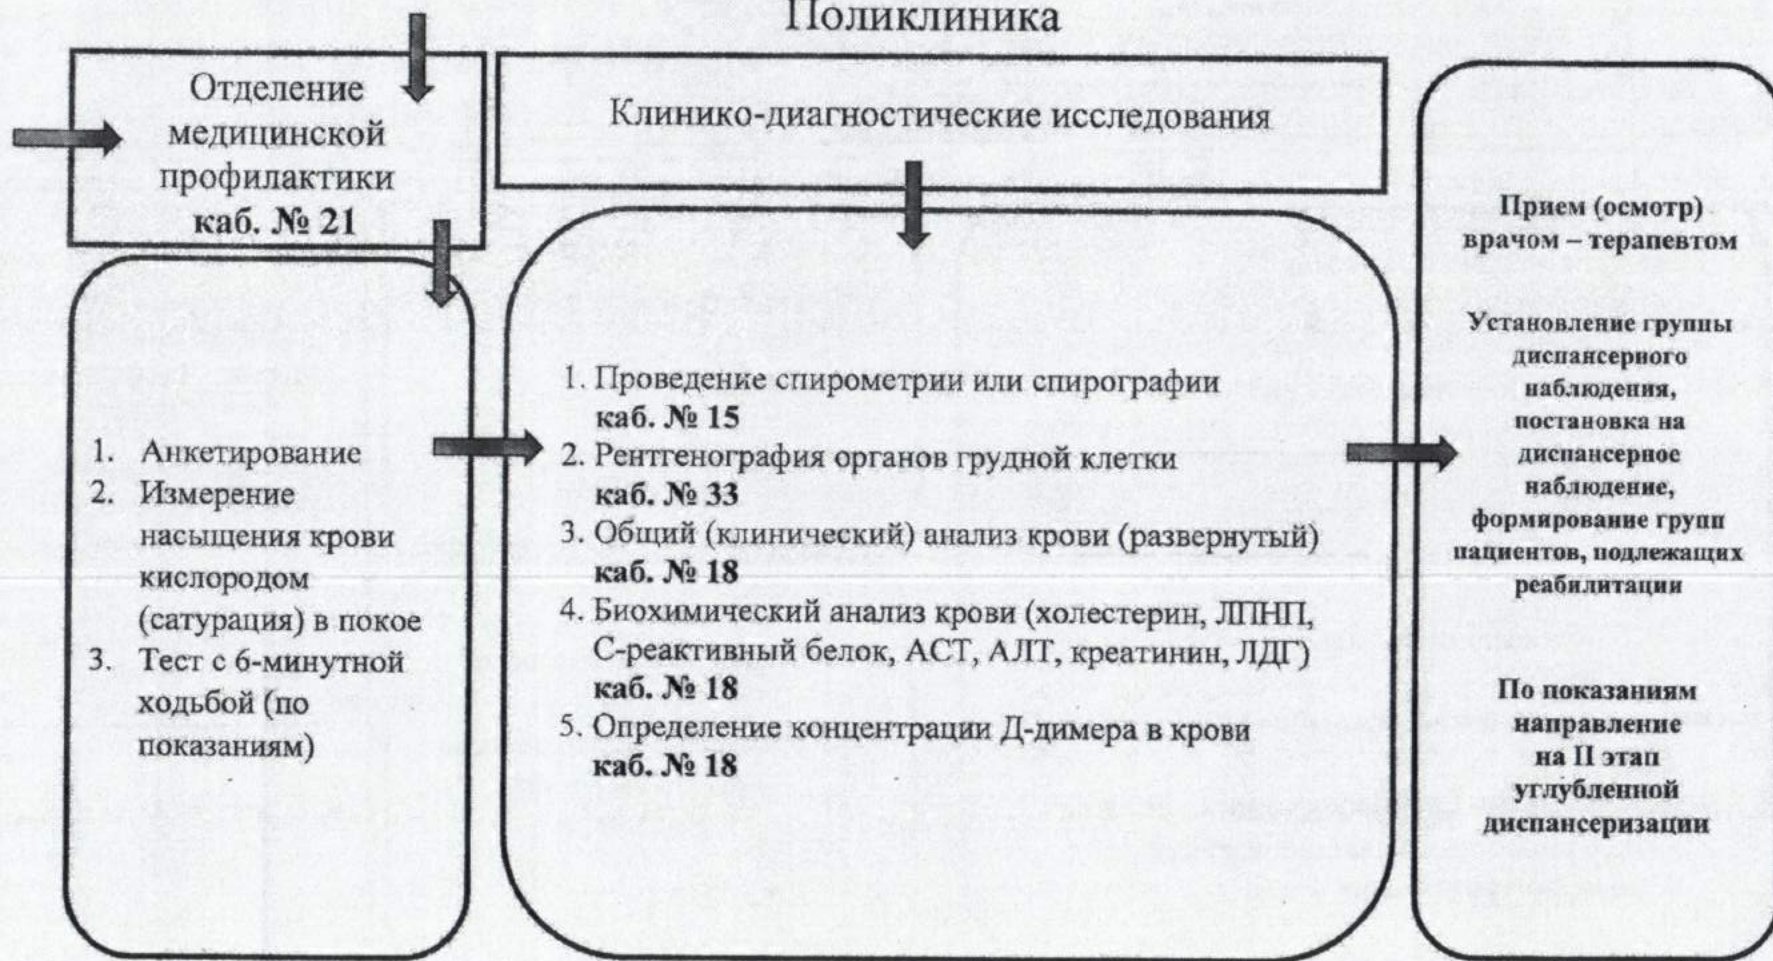 Поликлиника
Отделение
медицинской
профилактики
каб. № 21
Клинико-диагностические исследования
1. Анкетирование
2. Измерение
насыщения крови
кислородом
(сатурация) в покое
3. Тест с 6-минутной
ходьбой (по
показаниям)
1. Проведение спирометрии или спирографии
каб. № 15
2. Рентгенография органов грудной клетки
каб. № 33
3. Общий (клинический) анализ крови (развернутый)
каб. № 18
4. Биохимический анализ крови (холестерин, ЛПНП,
С-реактивный белок, АСТ, АЛТ, креатинин, ЛДГ)
каб. № 18
5. Определение концентрации Д-димера в крови
каб. № 18
Прием (осмотр)
врачом – терапевтом
Установление группы
диспансерного
наблюдения,
постановка на
диспансерное
наблюдение,
формирование групп
пациентов, подлежащих
реабилитации
По показаниям
направление
на II этап
углубленной
диспансеризации